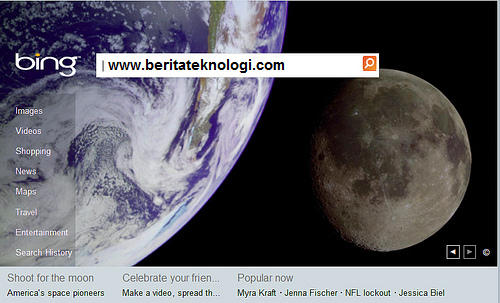 bing
www.beritateknologi.com
Images
Videos
Shopping
News
Maps
Travel
Entertainment
Search History
©
Shoot for the moon
Celebrate your frien...
Popular now
America's space pioneers
Make a video, spread th...
Myra Kraft · Jenna Fischer · NFL lockout · Jessica Biel